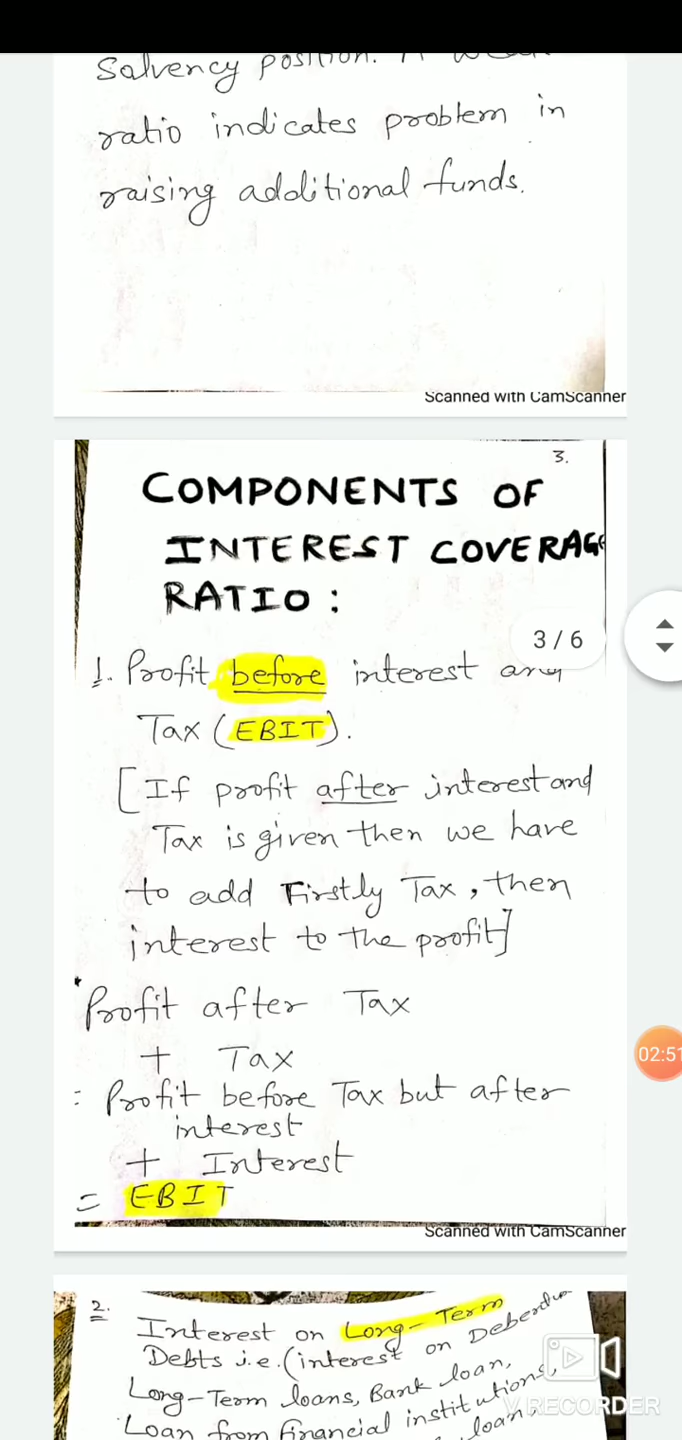 Solvency position. A
ratio indicates problem in
raising additional funds.
Scanned with CamScanner
3.
COMPONENTS OF
INTEREST COVERAGE
RATIO :
3 / 6
1. Profit before interest and
Tax (EBIT).
[If profit after interest and
Tax is given then we have
to add Firstly Tax, then
interest to the profit]
Profit after Tax
+ Tax
= Profit before Tax but after
interest
+ Interest
= EBIT
02:51
Scanned with CamScanner
2.
Interest on Long-Term
Debts i.e. (interest on
Long-Term loans, Bank loan,
Loan from financial institutions,
loan,
V RECORDER